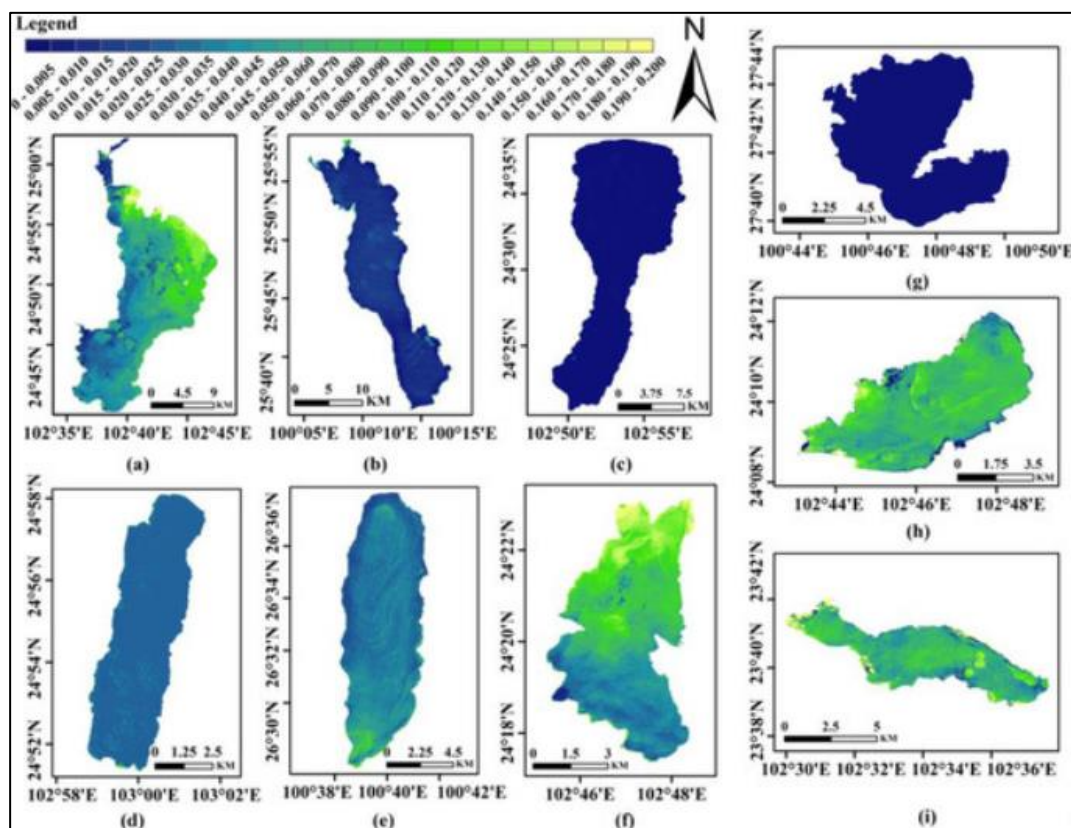 Legend
0 - 0.005
0.005 - 0.010
0.010 - 0.015
0.015 - 0.020
0.020 - 0.025
0.025 - 0.030
0.030 - 0.035
0.035 - 0.040
0.040 - 0.045
0.045 - 0.050
0.050 - 0.060
0.060 - 0.070
0.070 - 0.080
0.080 - 0.090
0.090 - 0.100
0.100 - 0.110
0.110 - 0.120
0.120 - 0.130
0.130 - 0.140
0.140 - 0.150
0.150 - 0.160
0.160 - 0.170
0.170 - 0.180
0.180 - 0.190
0.190 - 0.200
N
25°00'N
24°55'N
24°50'N
24°45'N
0 4.5 9
KM
102°35'E 102°40'E 102°45'E
(a)
25°55'N
25°50'N
25°45'N
25°40'N
0 5 10
KM
100°05'E 100°10'E 100°15'E
(b)
24°35'N
24°30'N
24°25'N
0 3.75 7.5
KM
102°50'E 102°55'E
(c)
27°44'N
27°42'N
27°40'N
0 2.25 4.5
KM
100°44'E 100°46'E 100°48'E 100°50'E
(g)
24°12'N
24°10'N
24°08'N
0 1.75 3.5
KM
102°44'E 102°46'E 102°48'E
(h)
24°58'N
24°56'N
24°54'N
24°52'N
0 1.25 2.5
KM
102°58'E 103°00'E 103°02'E
(d)
26°36'N
26°34'N
26°32'N
26°30'N
0 2.25 4.5
KM
100°38'E 100°40'E 100°42'E
(e)
24°22'N
24°20'N
24°18'N
0 1.5 3
KM
102°46'E 102°48'E
(f)
23°42'N
23°40'N
23°38'N
0 2.5 5
KM
102°30'E 102°32'E 102°34'E 102°36'E
(i)